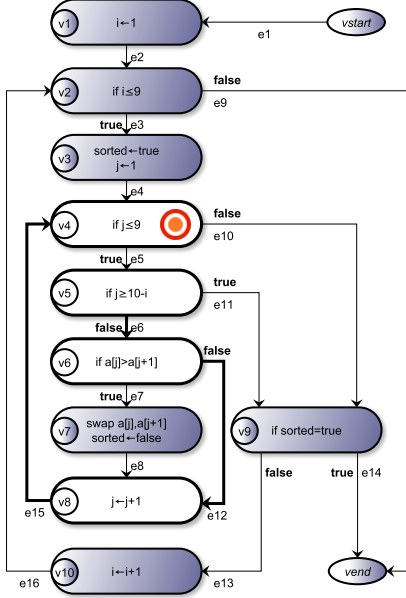 v1 i←1
vstart
e1
e2
v2 if i≤9
false
e9
true e3
v3 sorted←true
j←1
e4
v4 if j≤9
false
e10
true e5
v5 if j≥10-i
true
e11
false e6
v6 if a[j]>a[j+1]
false
true e7
v7 swap a[j],a[j+1]
sorted←false
v9 if sorted=true
e8
false
true e14
v8 j←j+1
e15
e12
v10 i←i+1
vend
e16
e13